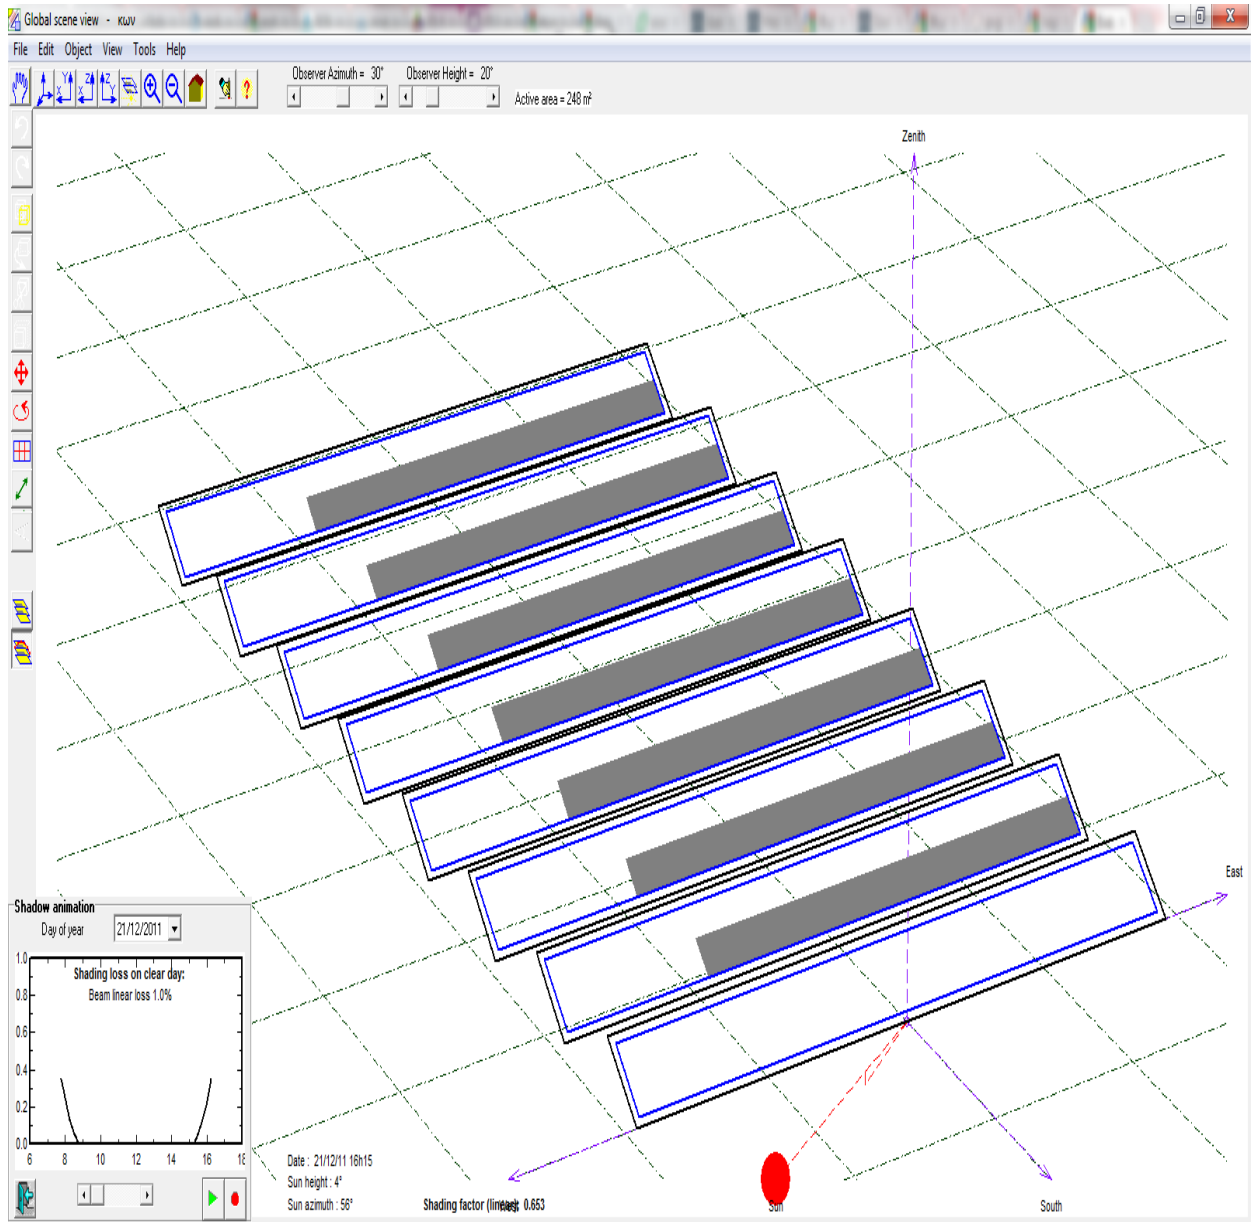 Global scene view - κων
File Edit Object View Tools Help
Observer Azimuth = 30° Observer Height = 20°
Active area = 248 m²
Zenith
East
Shadow animation
Day of year 21/12/2011
1.0
Shading loss on clear day:
0.8 Beam linear loss 1.0%
0.6
0.4
0.2
0.0
6 8 10 12 14 16 18
Date : 21/12/11 16h15
Sun height : 4°
Sun azimuth : 56° Shading factor (linear): 0.653 Sun South